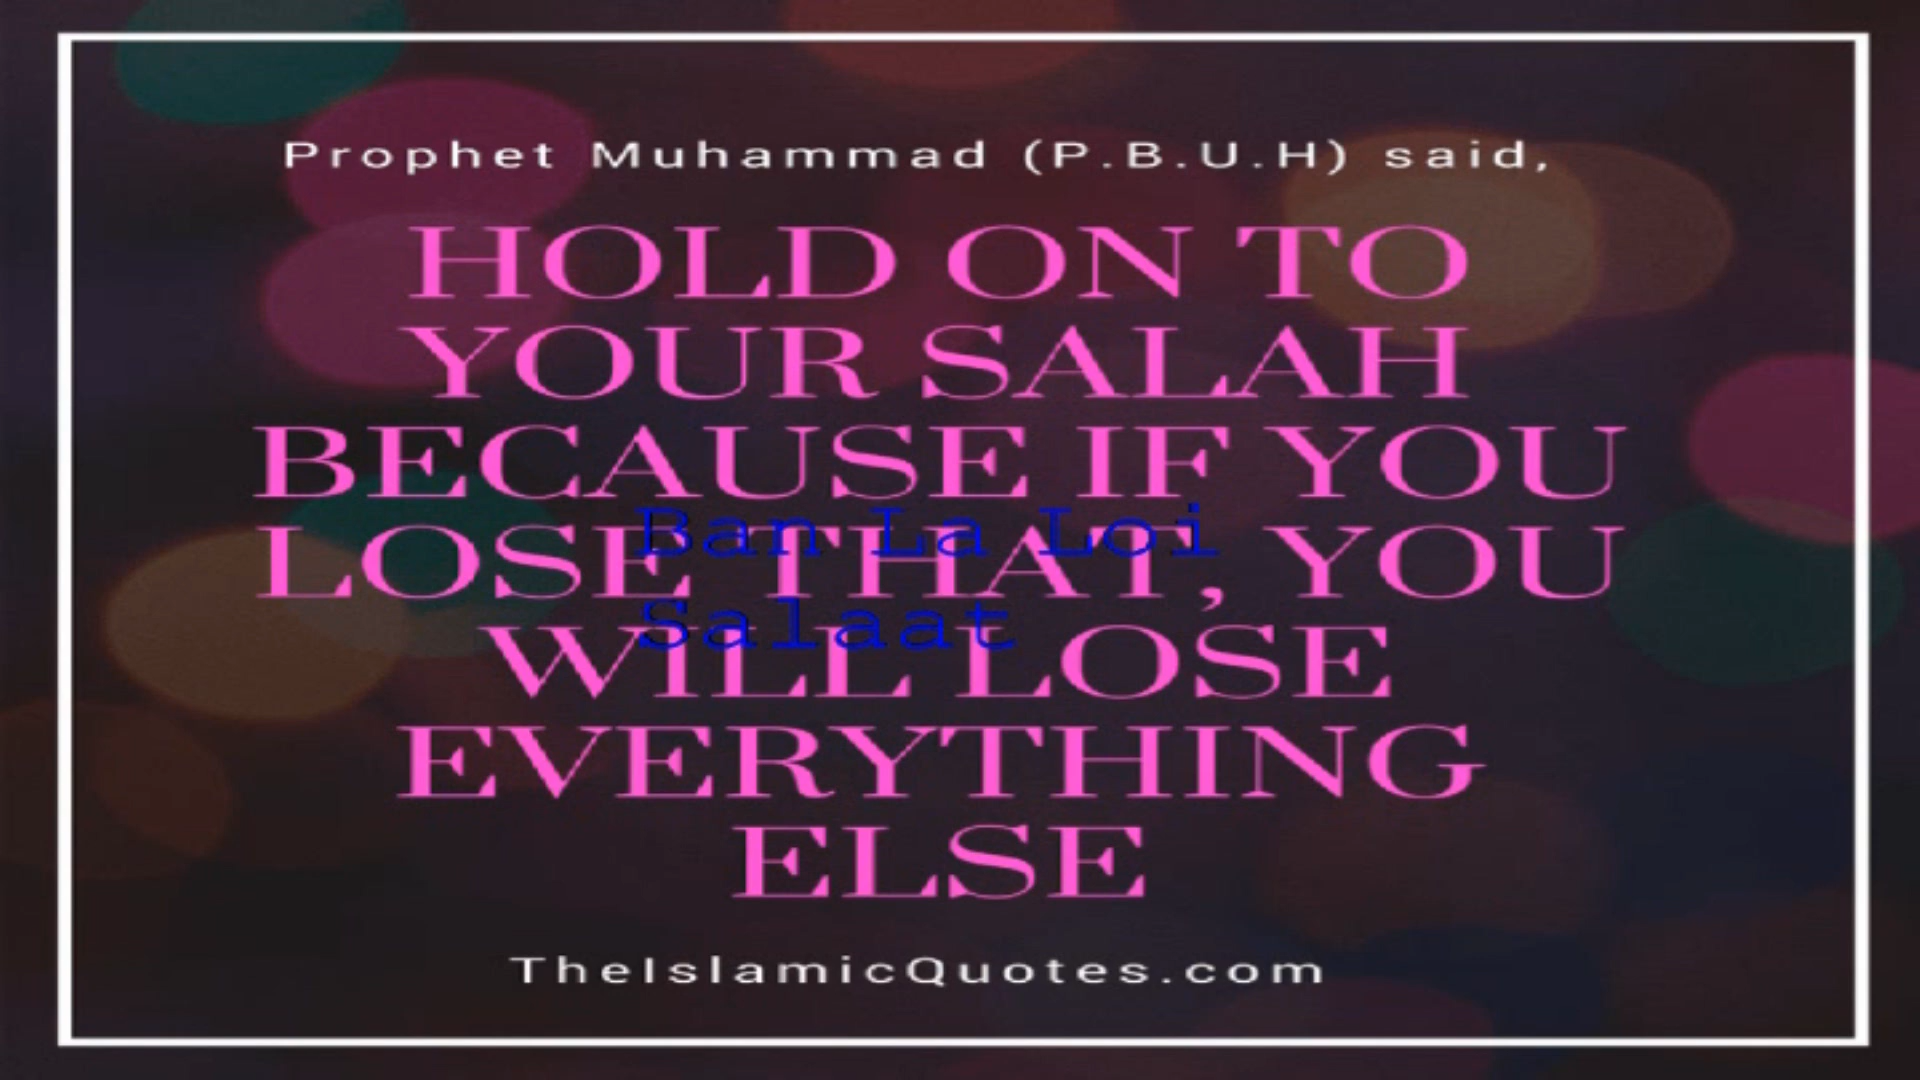 Prophet Muhammad (P.B.U.H) said,
HOLD ON TO
YOUR SALAH
BECAUSE IF YOU
LOSE THAT, YOU
WILL LOSE
EVERYTHING
ELSE
Ban La Loi
Salaat
TheIslamicQuotes.com